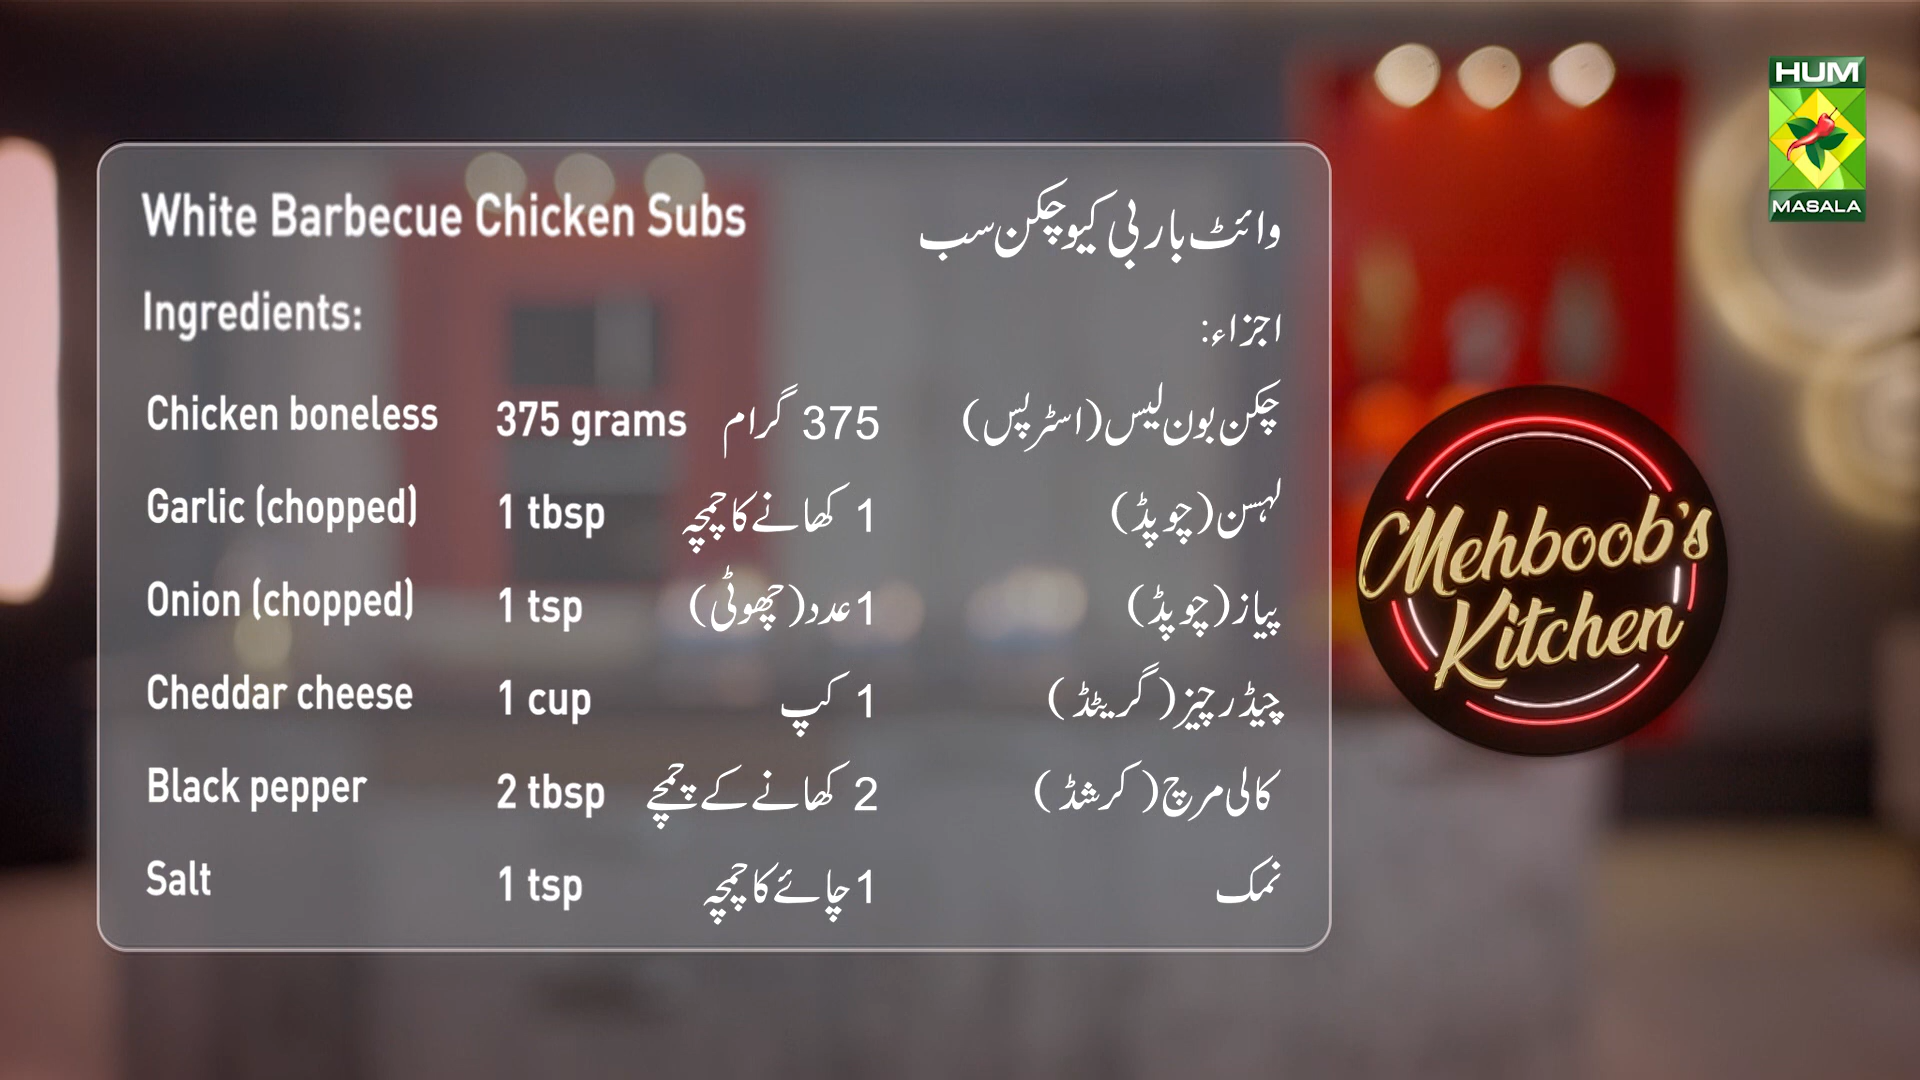 White Barbecue Chicken Subs وائٹ بار بی کیو چکن سب
Ingredients: اجزاء:
Chicken boneless 375 grams 375 گرام چکن بون لیس (اسٹرپس)
Garlic (chopped) 1 tbsp 1 کھانے کا چمچہ لہسن (چوپڈ)
Onion (chopped) 1 tsp 1 عدد (چھوٹی) پیاز (چوپڈ)
Cheddar cheese 1 cup 1 کپ چیڈر چیز (گریٹڈ)
Black pepper 2 tbsp 2 کھانے کے چمچے کالی مرچ (کرشڈ)
Salt 1 tsp 1 چائے کا چمچہ نمک
HUM
MASALA
Mehboob's
Kitchen